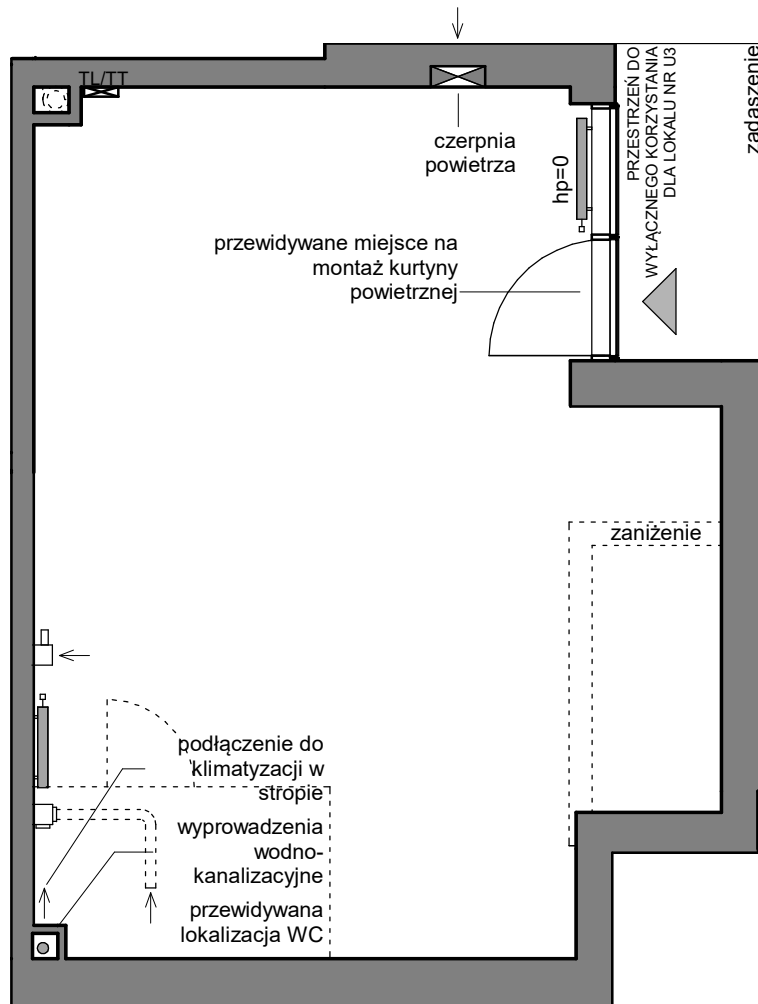 TL/TT
czerpnia
powietrza
hp=0
PRZESTRZEŃ DO
WYŁĄCZNEGO KORZYSTANIA
DLA LOKALU NR U3
zadaszenie
przewidywane miejsce na
montaż kurtyny
powietrznej
zaniżenie
podłączenie do
klimatyzacji w
stropie
wyprowadzenia
wodno-
kanalizacyjne
przewidywana
lokalizacja WC